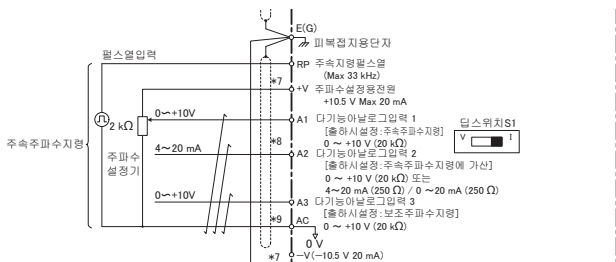 E(G)
피복접지용단자
펄스열입력
RP 주속지령펄스열
(Max 33 kHz)
*7
+V 주파수설정용전원
+10.5 V Max 20 mA
0∼+10V
A1 다기능아날로그입력 1
[출하시설정:주속주파수지령]
0 ~ +10 V (20 kΩ)
딥스위치S1
V I
2 kΩ
주속주파수지령
주파수
설정기
4~20 mA
*8
A2 다기능아날로그입력 2
[출하시설정:주속주파수지령에 가산]
0 ~ +10 V (20 kΩ) 또는
4~20 mA (250 Ω) / 0 ~20 mA (250 Ω)
0∼+10V
A3 다기능아날로그입력 3
[출하시설정:보조주파수지령]
0 ~ +10 V (20 kΩ)
*9
AC
0 V
*7
−V(−10.5 V 20 mA)